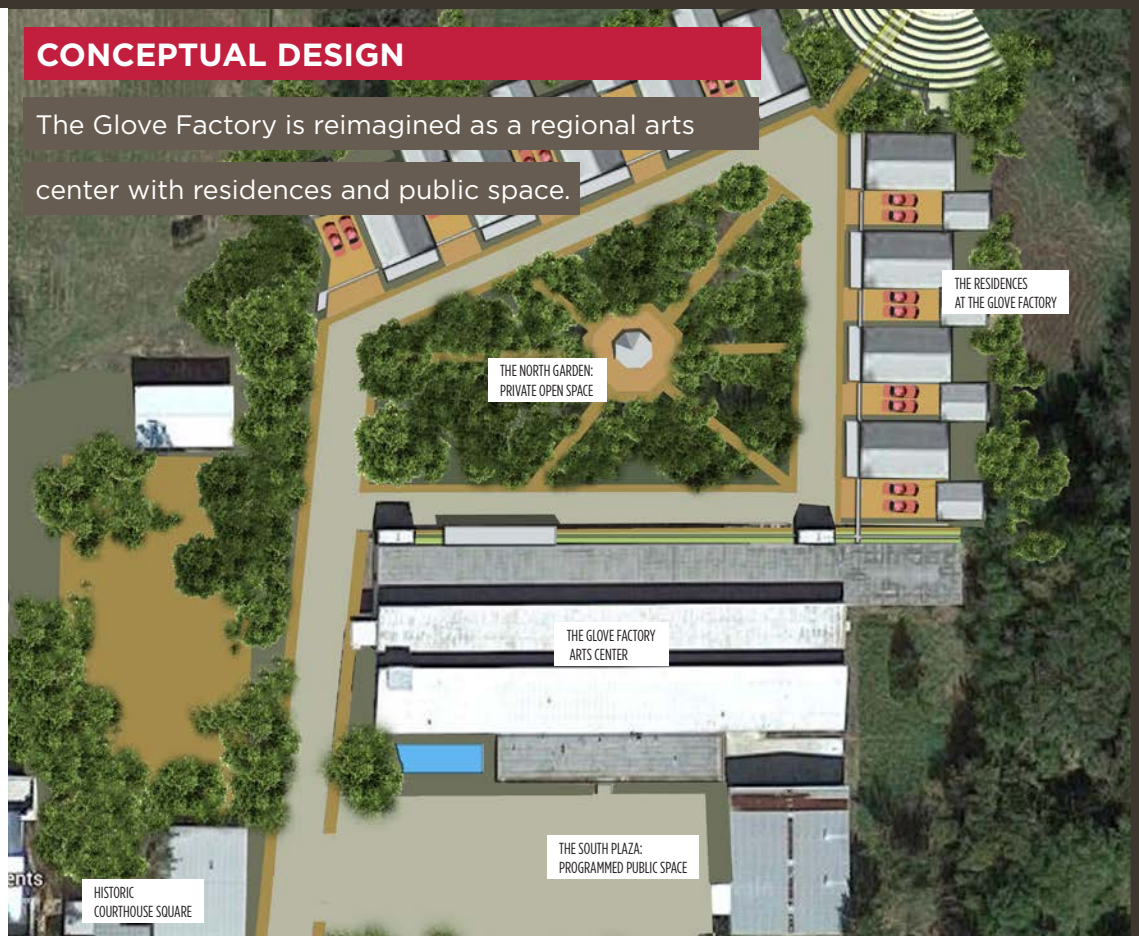 CONCEPTUAL DESIGN
The Glove Factory is reimagined as a regional arts
center with residences and public space.
THE RESIDENCES
AT THE GLOVE FACTORY
THE NORTH GARDEN:
PRIVATE OPEN SPACE
THE GLOVE FACTORY
ARTS CENTER
THE SOUTH PLAZA:
PROGRAMMED PUBLIC SPACE
HISTORIC
COURTHOUSE SQUARE